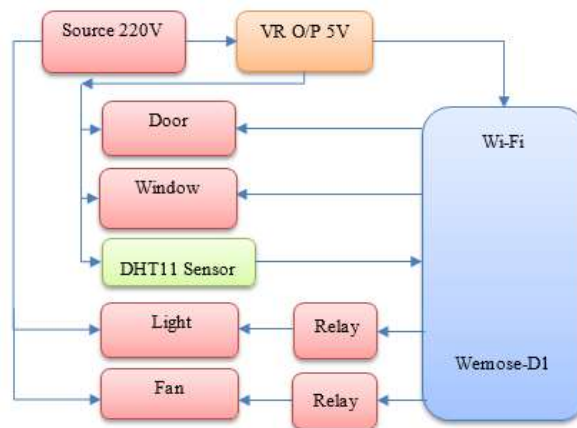 Source 220V
VR O/P 5V
Door
Wi-Fi
Window
DHT11 Sensor
Light
Relay
Wemose-D1
Fan
Relay